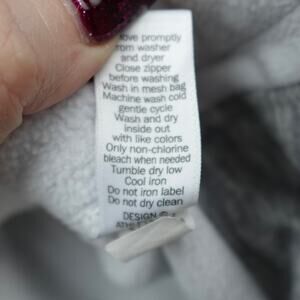 ove promptly
rom washer
and dryer
Close zipper
before washing
Wash in mesh bag
Machine wash cold
gentle cycle
Wash and dry
inside out
with like colors
Only non-chlorine
bleach when needed
Tumble dry low
Cool iron
Do not iron label
Do not dry clean
DESIGN